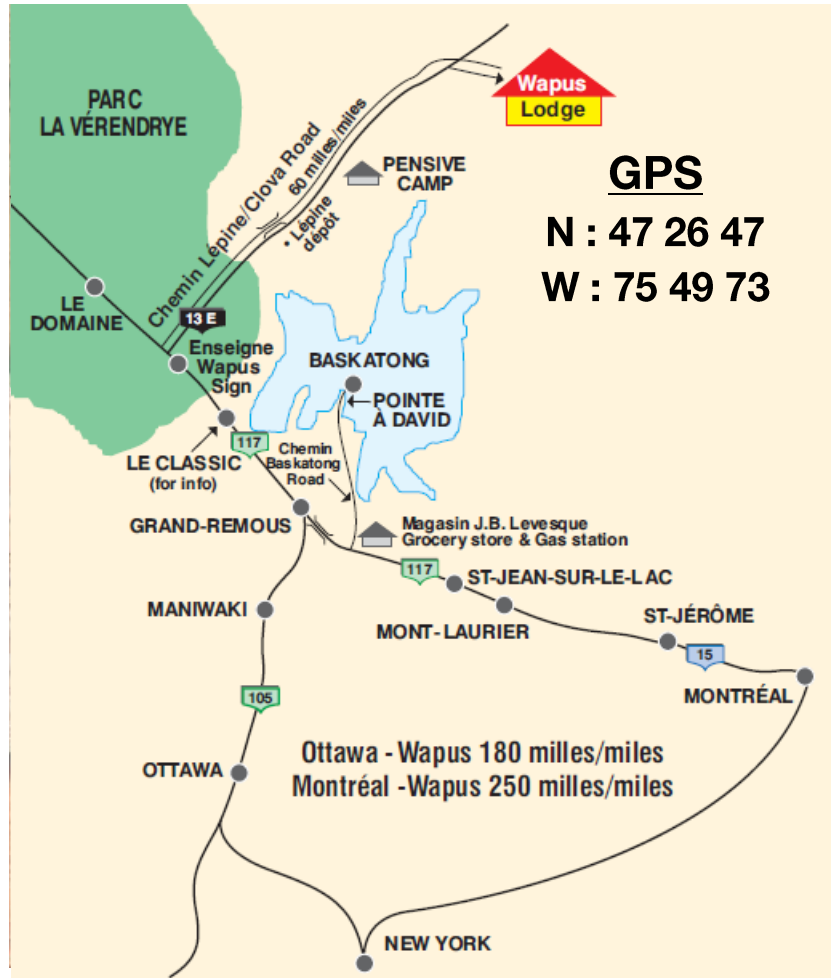 PARC
LA VÉRENDRYE
Wapus
Lodge
Chemin Lépine/Clova Road
60 milles/miles
PENSIVE
CAMP
• Lépine
dépôt
GPS
N : 47 26 47
W : 75 49 73
LE
DOMAINE
13 E
Enseigne
Wapus
Sign
BASKATONG
POINTE
À DAVID
117
LE CLASSIC
(for info)
Chemin
Baskatong
Road
GRAND-REMOUS
Magasin J.B. Levesque
Grocery store & Gas station
117
ST-JEAN-SUR-LE-LAC
MANIWAKI
MONT-LAURIER
ST-JÉRÔME
15
MONTRÉAL
105
OTTAWA
Ottawa - Wapus 180 milles/miles
Montréal -Wapus 250 milles/miles
NEW YORK